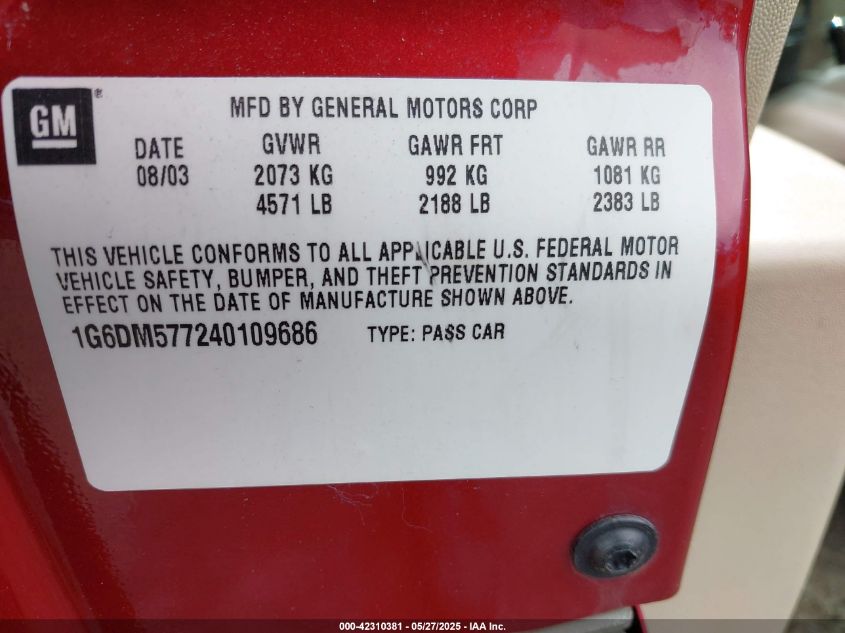 GM®
MFD BY GENERAL MOTORS CORP
DATE GVWR GAWR FRT GAWR RR
08/03 2073 KG 992 KG 1081 KG
4571 LB 2188 LB 2383 LB
THIS VEHICLE CONFORMS TO ALL APPLICABLE U.S. FEDERAL MOTOR
VEHICLE SAFETY, BUMPER, AND THEFT PREVENTION STANDARDS IN
EFFECT ON THE DATE OF MANUFACTURE SHOWN ABOVE.
1G6DM577240109686 TYPE: PASS CAR
000-42310381 - 05/27/2025 - IAA Inc.